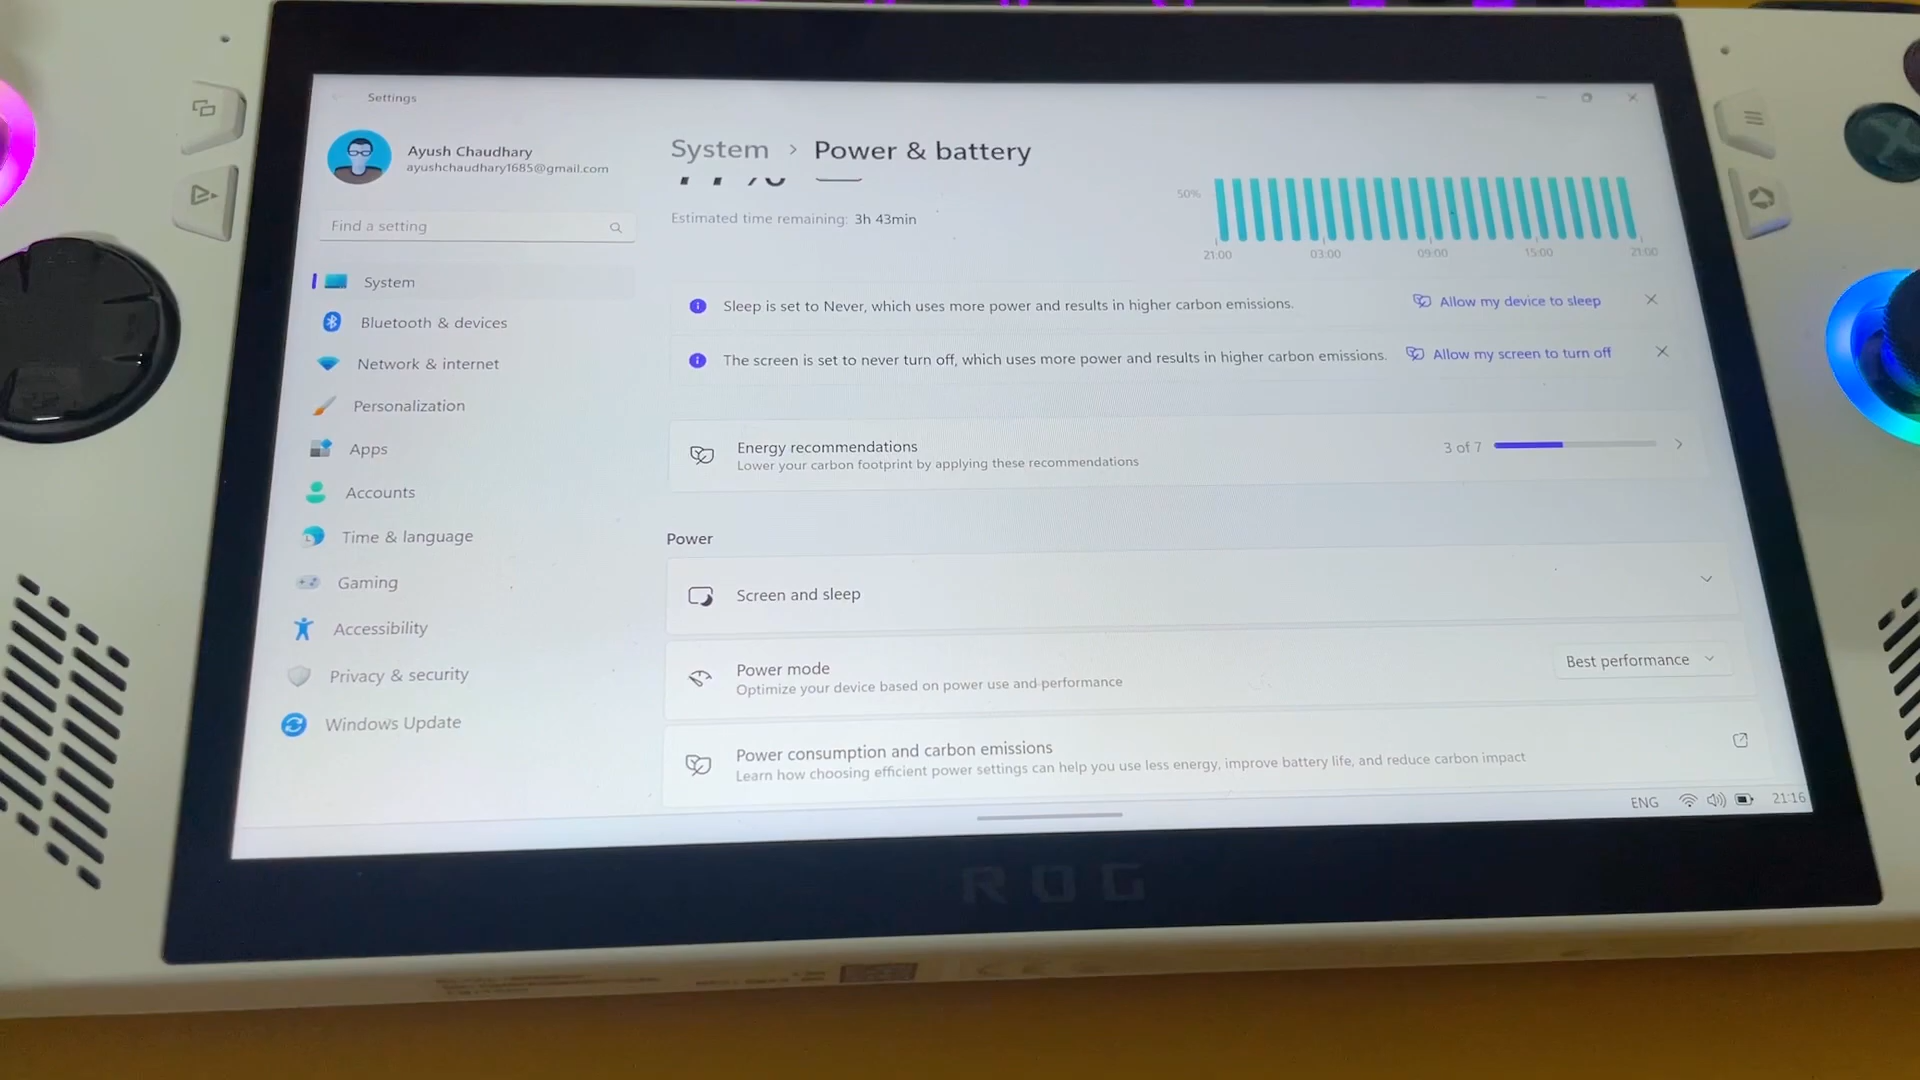 Settings
Ayush Chaudhary
ayushchaudhary1685@gmail.com
Find a setting
System
Bluetooth & devices
Network & internet
Personalization
Apps
Accounts
Time & language
Gaming
Accessibility
Privacy & security
Windows Update
System > Power & battery
Estimated time remaining: 3h 43min
50%
21:00 03:00 09:00 15:00 21:00
Sleep is set to Never, which uses more power and results in higher carbon emissions. Allow my device to sleep
The screen is set to never turn off, which uses more power and results in higher carbon emissions. Allow my screen to turn off
Energy recommendations
Lower your carbon footprint by applying these recommendations
3 of 7
Power
Screen and sleep
Power mode
Optimize your device based on power use and performance
Best performance
Power consumption and carbon emissions
Learn how choosing efficient power settings can help you use less energy, improve battery life, and reduce carbon impact
ENG 21:16
ROG